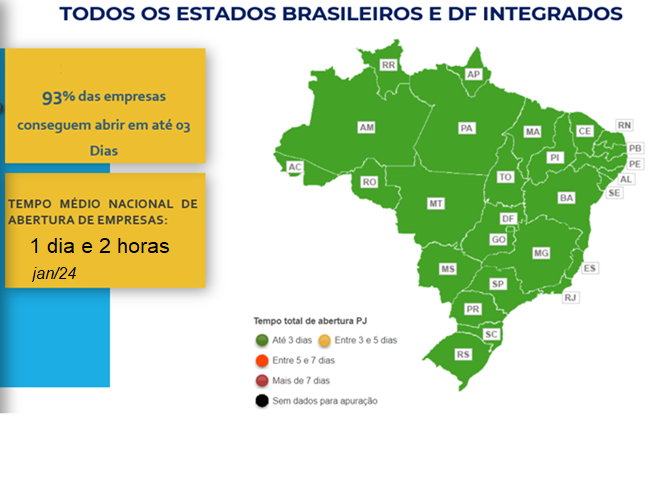 TODOS OS ESTADOS BRASILEIROS E DF INTEGRADOS
93% das empresas
conseguem abrir em até 03
Dias
TEMPO MÉDIO NACIONAL DE
ABERTURA DE EMPRESAS:
1 dia e 2 horas
jan/24
RR
AP
AM
PA
MA
CE
RN
PB
PE
AL
SE
PI
AC
RO
TO
BA
MT
DF
GO
MG
ES
MS
SP
RJ
PR
SC
RS
Tempo total de abertura PJ
Até 3 dias
Entre 3 e 5 dias
Entre 5 e 7 dias
Mais de 7 dias
Sem dados para apuração